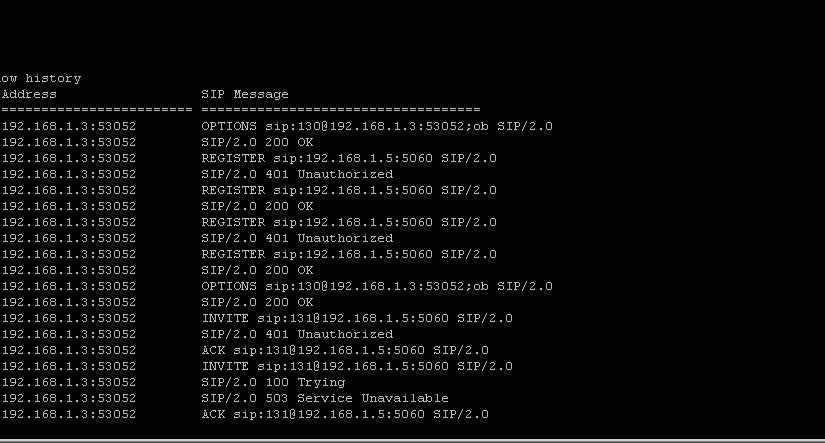 ow history
Address SIP Message
======================== ===================================
192.168.1.3:53052 OPTIONS sip:130@192.168.1.3:53052;ob SIP/2.0
192.168.1.3:53052 SIP/2.0 200 OK
192.168.1.3:53052 REGISTER sip:192.168.1.5:5060 SIP/2.0
192.168.1.3:53052 SIP/2.0 401 Unauthorized
192.168.1.3:53052 REGISTER sip:192.168.1.5:5060 SIP/2.0
192.168.1.3:53052 SIP/2.0 200 OK
192.168.1.3:53052 REGISTER sip:192.168.1.5:5060 SIP/2.0
192.168.1.3:53052 SIP/2.0 401 Unauthorized
192.168.1.3:53052 REGISTER sip:192.168.1.5:5060 SIP/2.0
192.168.1.3:53052 SIP/2.0 200 OK
192.168.1.3:53052 OPTIONS sip:130@192.168.1.3:53052;ob SIP/2.0
192.168.1.3:53052 SIP/2.0 200 OK
192.168.1.3:53052 INVITE sip:131@192.168.1.5:5060 SIP/2.0
192.168.1.3:53052 SIP/2.0 401 Unauthorized
192.168.1.3:53052 ACK sip:131@192.168.1.5:5060 SIP/2.0
192.168.1.3:53052 INVITE sip:131@192.168.1.5:5060 SIP/2.0
192.168.1.3:53052 SIP/2.0 100 Trying
192.168.1.3:53052 SIP/2.0 503 Service Unavailable
192.168.1.3:53052 ACK sip:131@192.168.1.5:5060 SIP/2.0